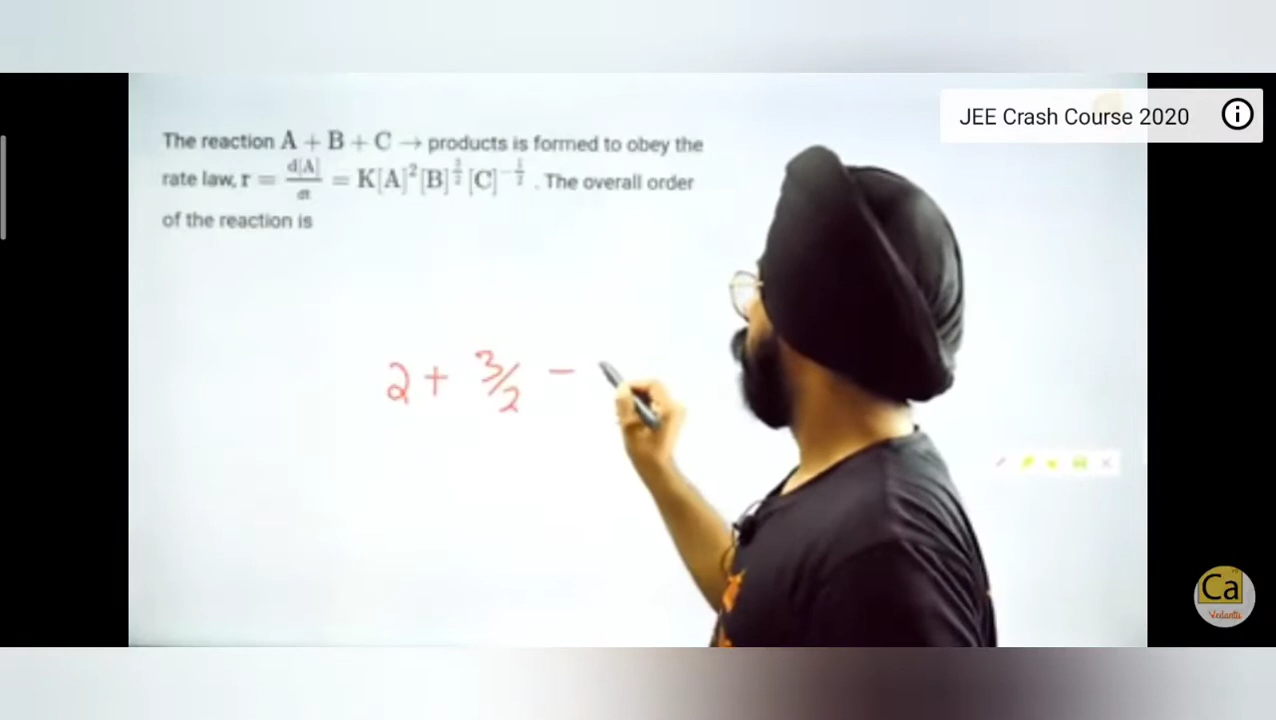 JEE Crash Course 2020
The reaction A + B + C → products is formed to obey the
rate law, r = d[A]/dt = K[A]² [B]^3/2 [C]^-1/2 . The overall order
of the reaction is
2 + 3/2 -
Ca
Vedantu